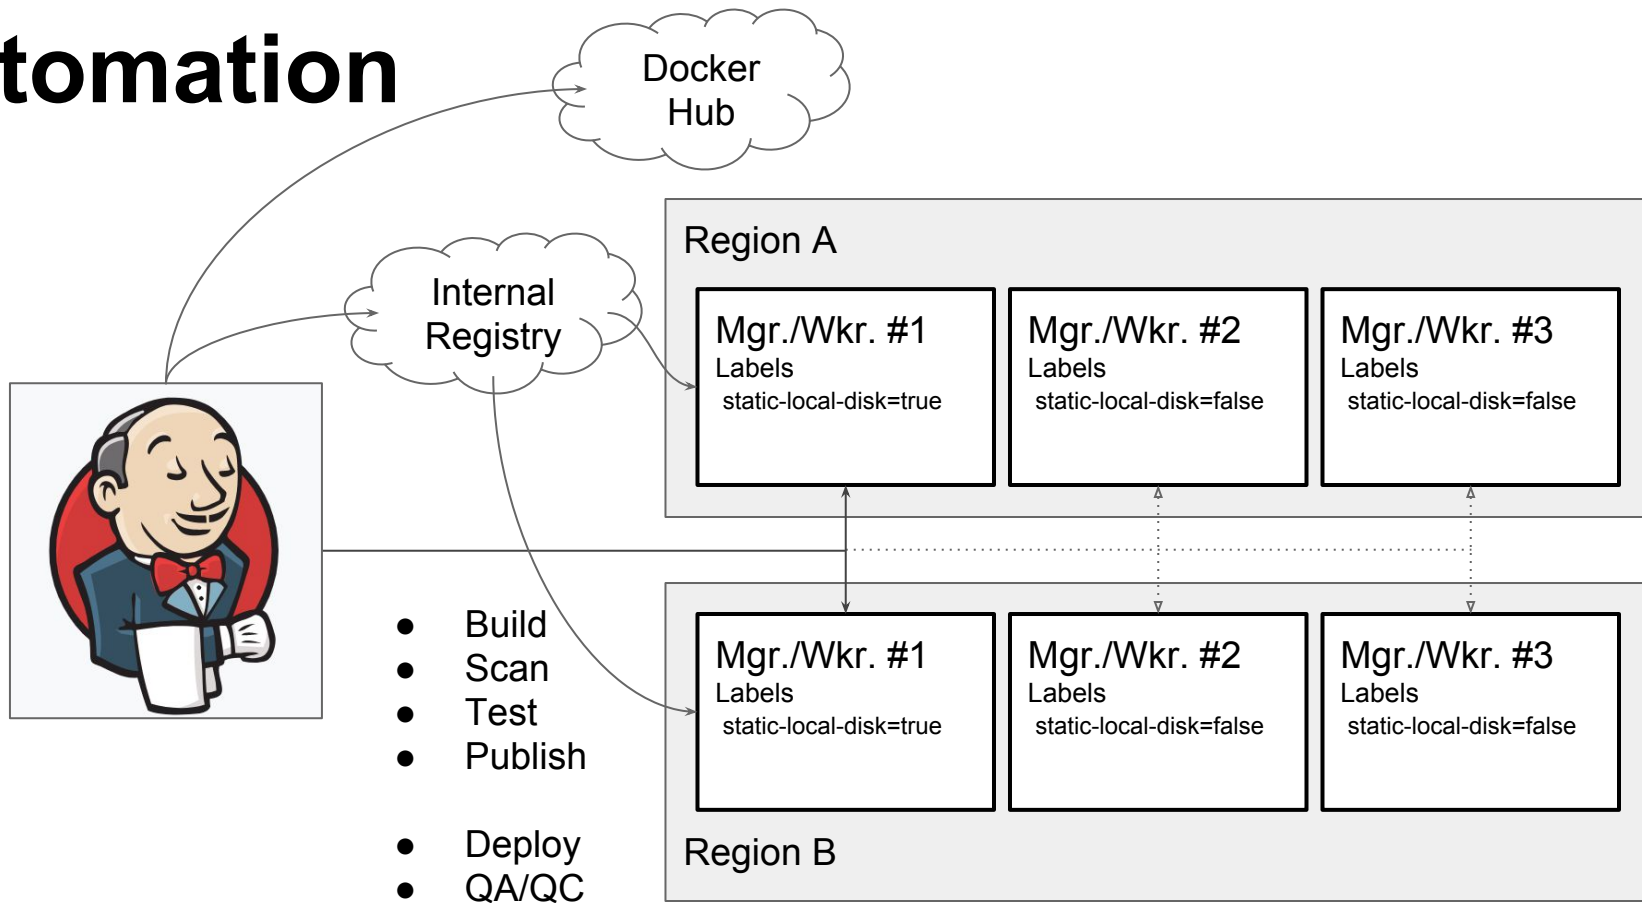 tomation
Docker
Hub
Internal
Registry
Region A
Mgr./Wkr. #1
Labels
static-local-disk=true
Mgr./Wkr. #2
Labels
static-local-disk=false
Mgr./Wkr. #3
Labels
static-local-disk=false
● Build
● Scan
● Test
● Publish
● Deploy
● QA/QC
Mgr./Wkr. #1
Labels
static-local-disk=true
Mgr./Wkr. #2
Labels
static-local-disk=false
Mgr./Wkr. #3
Labels
static-local-disk=false
Region B